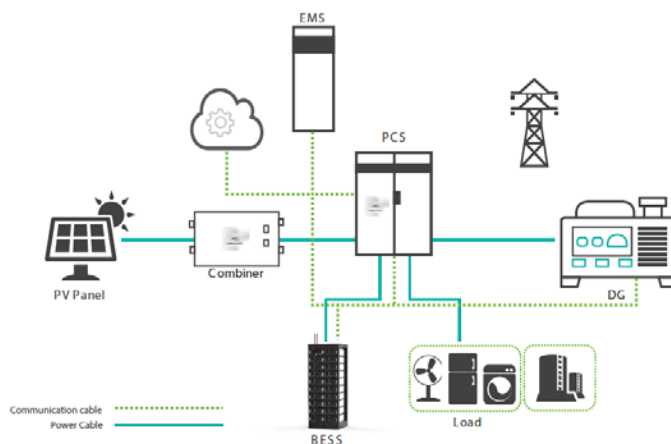 EMS
PCS
Combiner
PV Panel
DG
Load
BESS
Communication cable
Power Cable